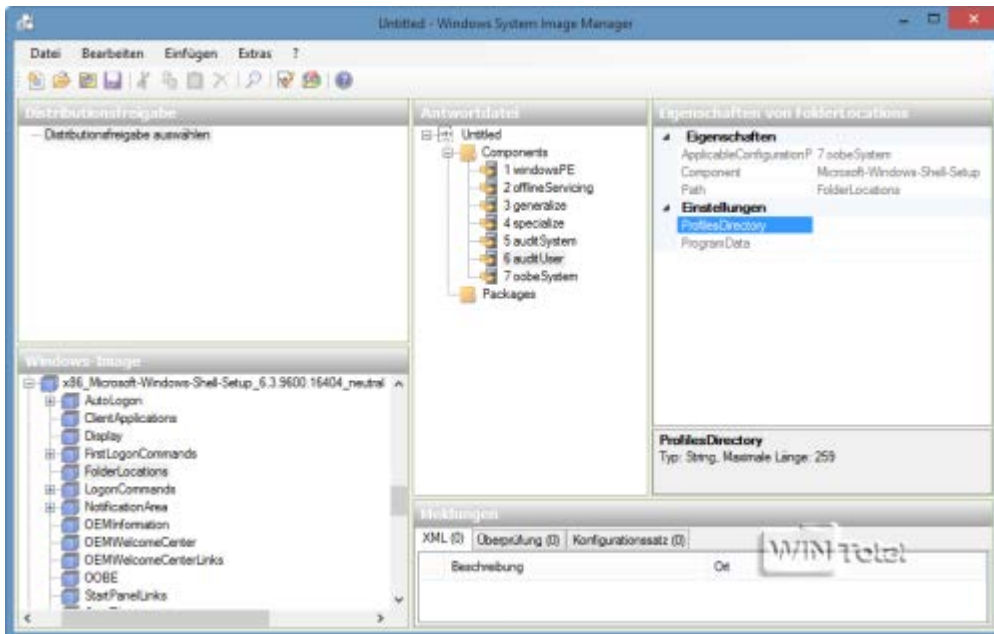 Untitled - Windows System Image Manager
Datei Bearbeiten Einfügen Extras ?
Distributionsfreigabe
Distributionsfreigabe auswählen
Windows-Image
x86_Microsoft-Windows-Shell-Setup_6.3.9600.16404_neutral
AutoLogon
ClientApplications
Display
FirstLogonCommands
FolderLocations
LogonCommands
NotificationArea
OEMInformation
OEMWelcomeCenter
OEMWelcomeCenterLinks
OOBE
StartPanelLinks
Antwortdatei
Untitled
Components
1 windowsPE
2 offlineServicing
3 generalize
4 specialize
5 auditSystem
6 auditUser
7 oobeSystem
Packages
Eigenschaften von FolderLocations
Eigenschaften
ApplicableConfigurationP 7 oobeSystem
Component Microsoft-Windows-Shell-Setup
Path FolderLocations
Einstellungen
ProfilesDirectory
ProgramData
ProfilesDirectory
Typ: String, Maximale Länge: 259
Meldungen
XML (0) Überprüfung (0) Konfigurationssatz (0)
Beschreibung Ort
WIN Total